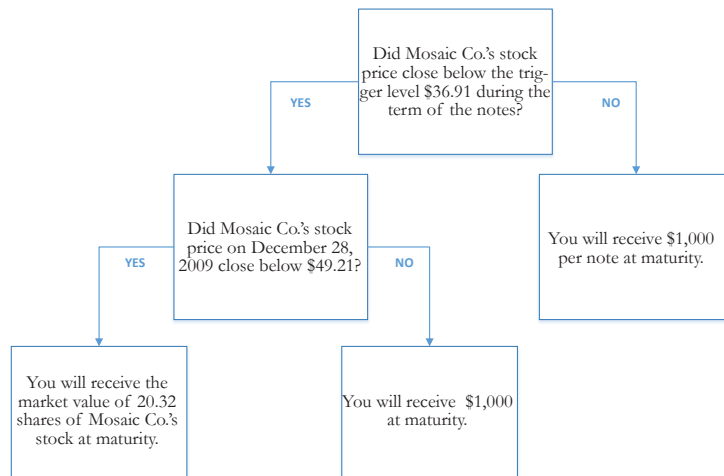 Did Mosaic Co.'s stock
price close below the trig-
ger level $36.91 during the
term of the notes?
YES
NO
Did Mosaic Co.'s stock
price on December 28,
2009 close below $49.21?
You will receive $1,000
per note at maturity.
YES
NO
You will receive the
market value of 20.32
shares of Mosaic Co.'s
stock at maturity.
You will receive  $1,000
at maturity.